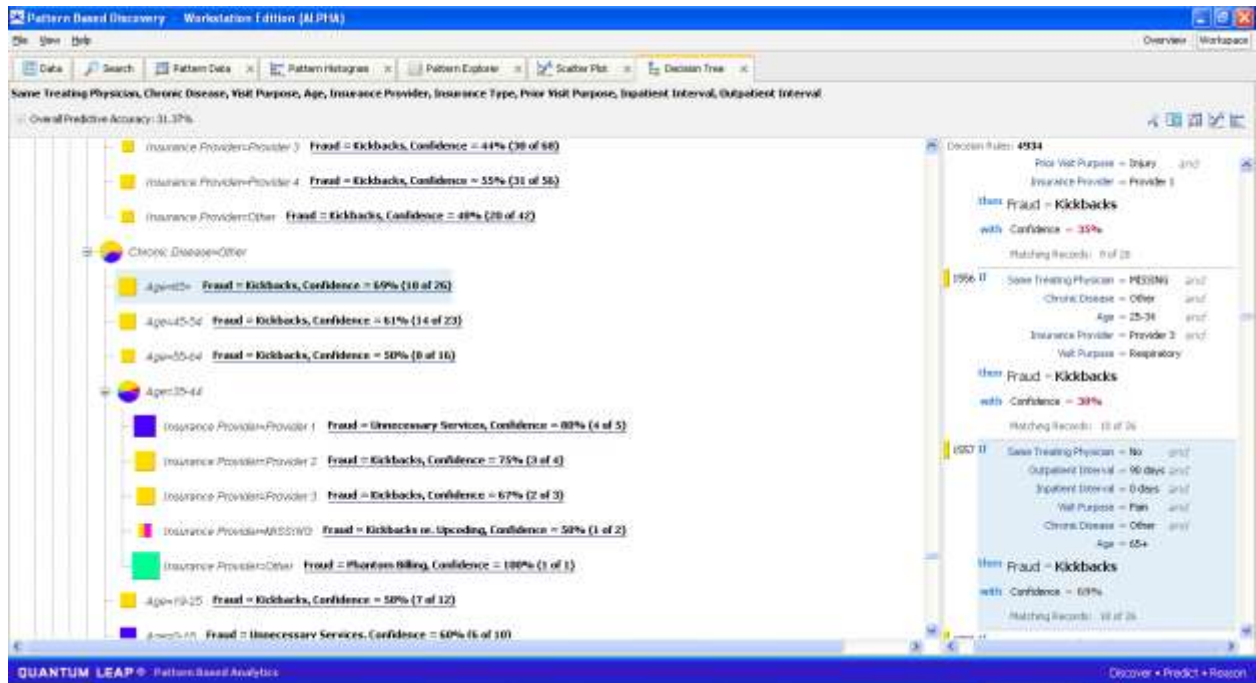 Pattern Based Discovery - Workstation Edition (ALPHA)
File View Help
Overview Workspace
Data Search Pattern Data Pattern Histogram Pattern Explorer Scatter Plot Decision Tree
Same Treating Physician, Chronic Disease, Visit Purpose, Age, Insurance Provider, Insurance Type, Prior Visit Purpose, Inpatient Interval, Outpatient Interval
Overall Predictive Accuracy: 31.37%
Insurance Provider=Provider 3 Fraud = Kickbacks, Confidence = 44% (30 of 68)
Insurance Provider=Provider 4 Fraud = Kickbacks, Confidence = 55% (31 of 56)
Insurance Provider=Other Fraud = Kickbacks, Confidence = 48% (20 of 42)
Chronic Disease=Other
Age=65+ Fraud = Kickbacks, Confidence = 69% (18 of 26)
Age=45-54 Fraud = Kickbacks, Confidence = 61% (14 of 23)
Age=55-64 Fraud = Kickbacks, Confidence = 50% (8 of 16)
Age=35-44
Insurance Provider=Provider 1 Fraud = Unnecessary Services, Confidence = 80% (4 of 5)
Insurance Provider=Provider 2 Fraud = Kickbacks, Confidence = 75% (3 of 4)
Insurance Provider=Provider 3 Fraud = Kickbacks, Confidence = 67% (2 of 3)
Insurance Provider=MISSING Fraud = Kickbacks or Upcoding, Confidence = 50% (1 of 2)
Insurance Provider=Other Fraud = Phantom Billing, Confidence = 100% (1 of 1)
Age=19-25 Fraud = Kickbacks, Confidence = 58% (7 of 12)
Fraud = Unnecessary Services, Confidence = 60% (6 of 10)
Decision Rules: 4934
Prior Visit Purpose = Injury and
Insurance Provider = Provider 1
then Fraud = Kickbacks
with Confidence = 35%
Matching Records: 9 of 26
1556 If Same Treating Physician = MISSING and
Chronic Disease = Other and
Age = 25-34 and
Insurance Provider = Provider 3 and
Visit Purpose = Respiratory
then Fraud = Kickbacks
with Confidence = 38%
Matching Records: 10 of 26
1557 If Same Treating Physician = No and
Outpatient Interval = 90 days and
Inpatient Interval = 0 days and
Visit Purpose = Pain and
Chronic Disease = Other and
Age = 65+
then Fraud = Kickbacks
with Confidence = 69%
Matching Records: 18 of 26
QUANTUM LEAP Pattern Based Analytics
Discover • Predict • Reason